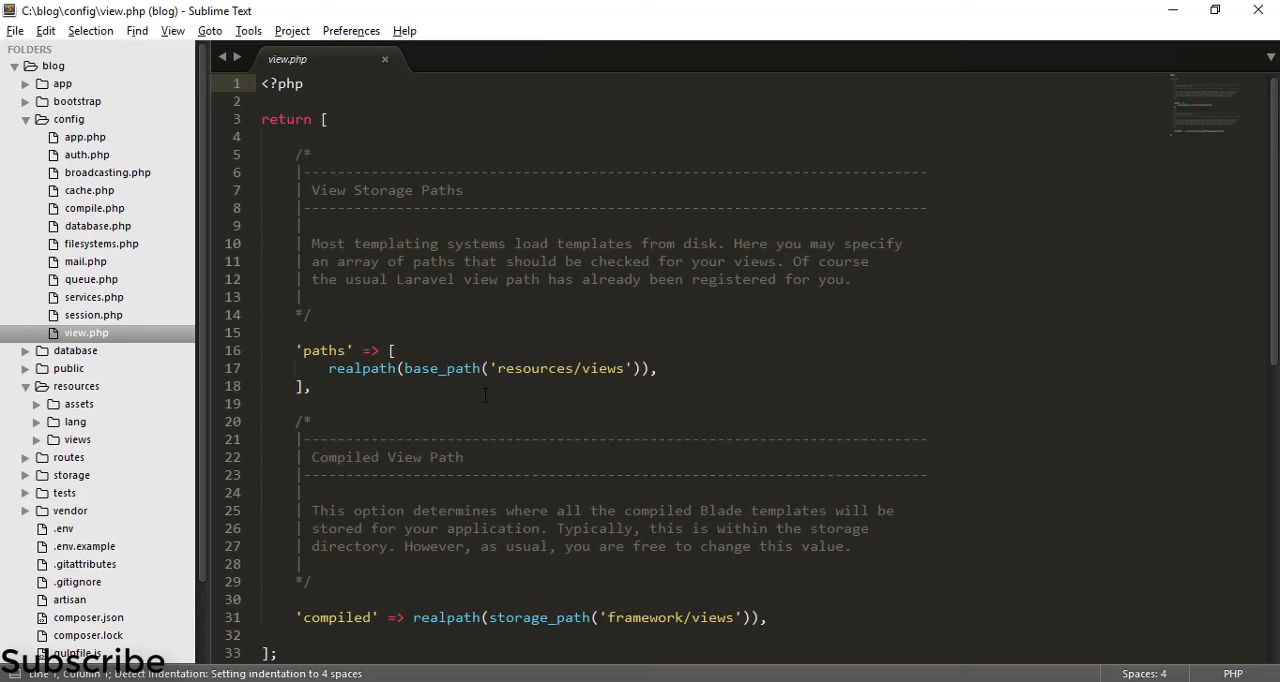 C:\blog\config\view.php (blog) - Sublime Text
File Edit Selection Find View Goto Tools Project Preferences Help
FOLDERS
blog
app
bootstrap
config
app.php
auth.php
broadcasting.php
cache.php
compile.php
database.php
filesystems.php
mail.php
queue.php
services.php
session.php
view.php
database
public
resources
assets
lang
views
routes
storage
tests
vendor
.env
.env.example
.gitattributes
.gitignore
artisan
composer.json
composer.lock
gulpfile.js
view.php
1 <?php
2
3 return [
4
5 /*
6 |--------------------------------------------------------------------------
7 | View Storage Paths
8 |--------------------------------------------------------------------------
9 |
10 | Most templating systems load templates from disk. Here you may specify
11 | an array of paths that should be checked for your views. Of course
12 | the usual Laravel view path has already been registered for you.
13 |
14 */
15
16 'paths' => [
17 realpath(base_path('resources/views')),
18 ],
19
20 /*
21 |--------------------------------------------------------------------------
22 | Compiled View Path
23 |--------------------------------------------------------------------------
24 |
25 | This option determines where all the compiled Blade templates will be
26 | stored for your application. Typically, this is within the storage
27 | directory. However, as usual, you are free to change this value.
28 |
29 */
30
31 'compiled' => realpath(storage_path('framework/views')),
32
33 ];
Subscribe
Line 1, Column 1; Detect Indentation: Setting indentation to 4 spaces
Spaces: 4
PHP